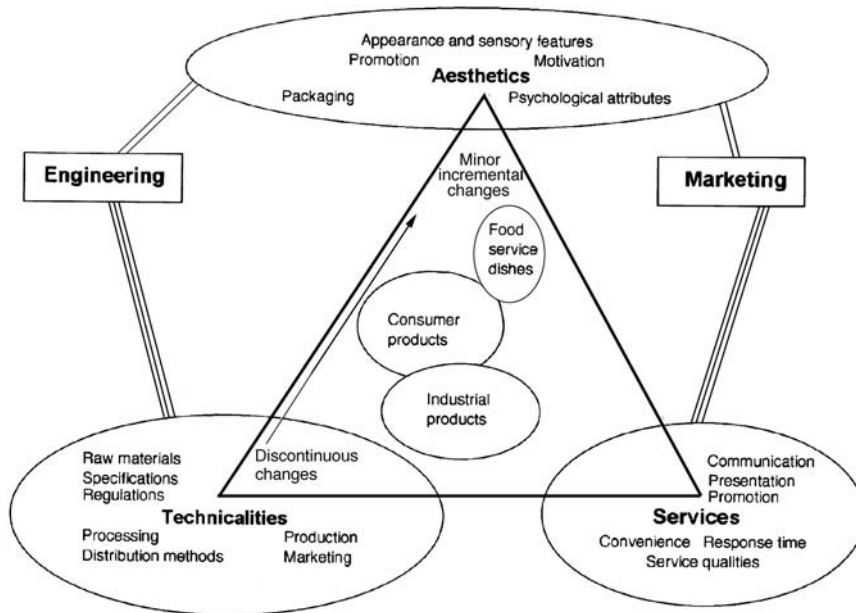 Appearance and sensory features
Promotion
Motivation
Aesthetics
Packaging
Psychological attributes
Engineering
Marketing
Minor
incremental
changes
Food
service
dishes
Consumer
products
Industrial
products
Discontinuous
changes
Raw materials
Specifications
Regulations
Technicalities
Processing
Production
Distribution methods
Marketing
Communication
Presentation
Promotion
Services
Convenience
Response time
Service qualities